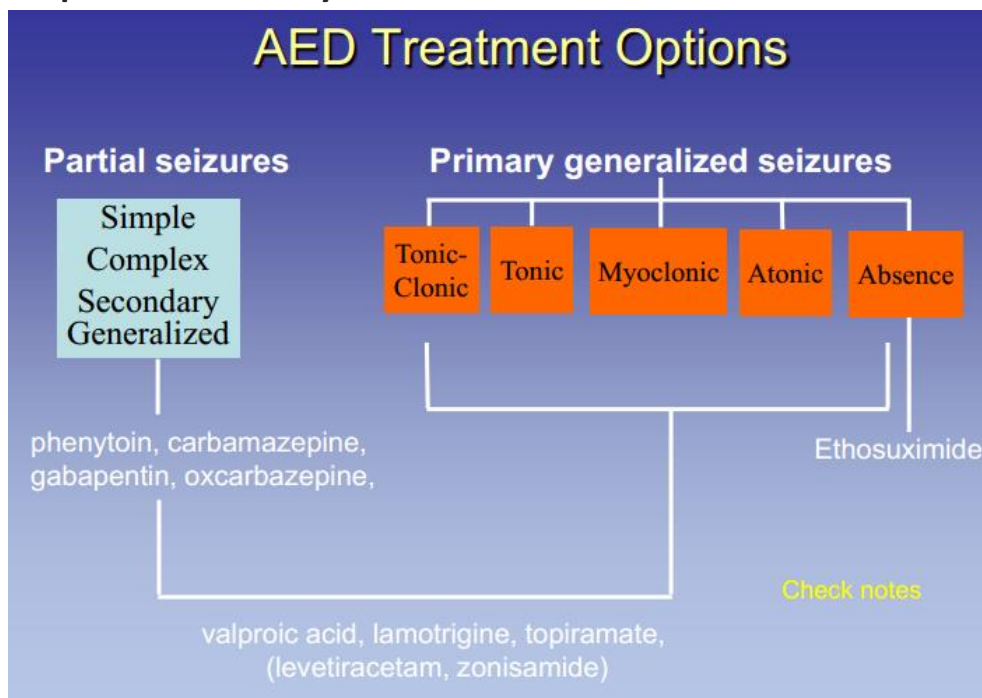 AED Treatment Options
Partial seizures
Simple
Complex
Secondary
Generalized
phenytoin, carbamazepine,
gabapentin, oxcarbazepine,
Primary generalized seizures
Tonic-
Clonic
Tonic
Myoclonic
Atonic
Absence
Ethosuximide
Check notes
valproic acid, lamotrigine, topiramate,
(levetiracetam, zonisamide)